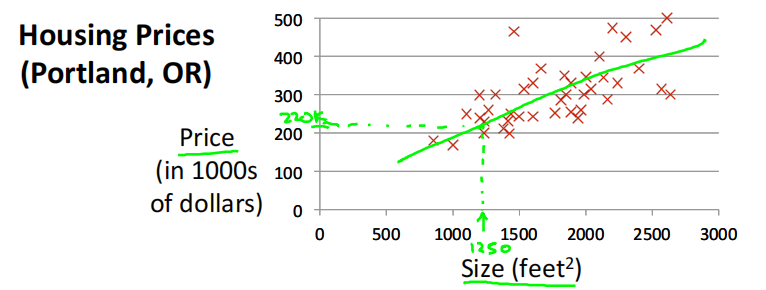 Housing Prices
(Portland, OR)
Price
(in 1000s
of dollars)
500
400
300
220k
200
100
0
0 500 1000 1500 2000 2500 3000
1250
Size (feet²)